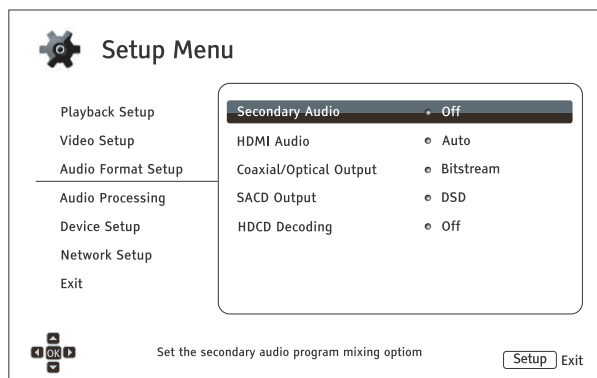 Setup Menu
Playback Setup
Video Setup
Audio Format Setup
Audio Processing
Device Setup
Network Setup
Exit
Secondary Audio Off
HDMI Audio Auto
Coaxial/Optical Output Bitstream
SACD Output DSD
HDCD Decoding Off
OK
Set the secondary audio program mixing optiom
Setup Exit